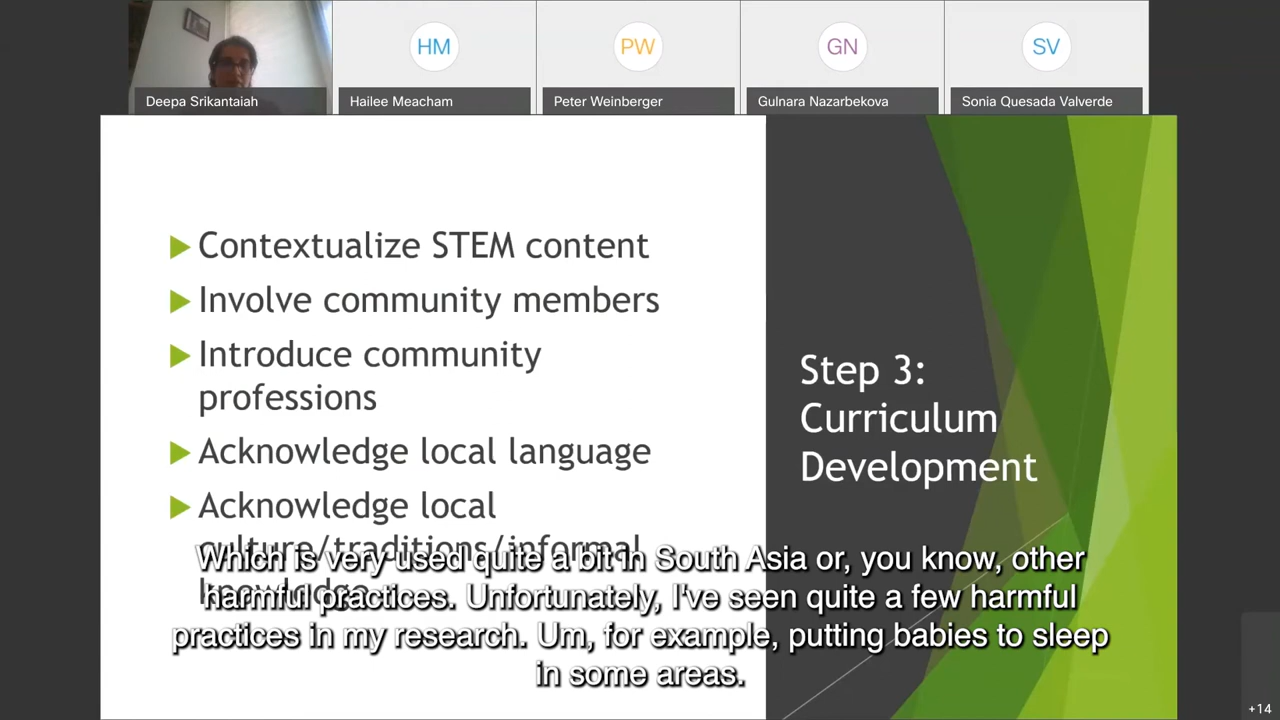 HM
PW
GN
SV
Deepa Srikantaiah
Hailee Meacham
Peter Weinberger
Gulnara Nazarbekova
Sonia Quesada Valverde
Contextualize STEM content
Involve community members
Introduce community
professions
Acknowledge local language
Acknowledge local
culture/traditions/informal
knowledge
Step 3:
Curriculum
Development
Which is very used quite a bit in South Asia or, you know, other
harmful practices. Unfortunately, I've seen quite a few harmful
practices in my research. Um, for example, putting babies to sleep
in some areas.
+14